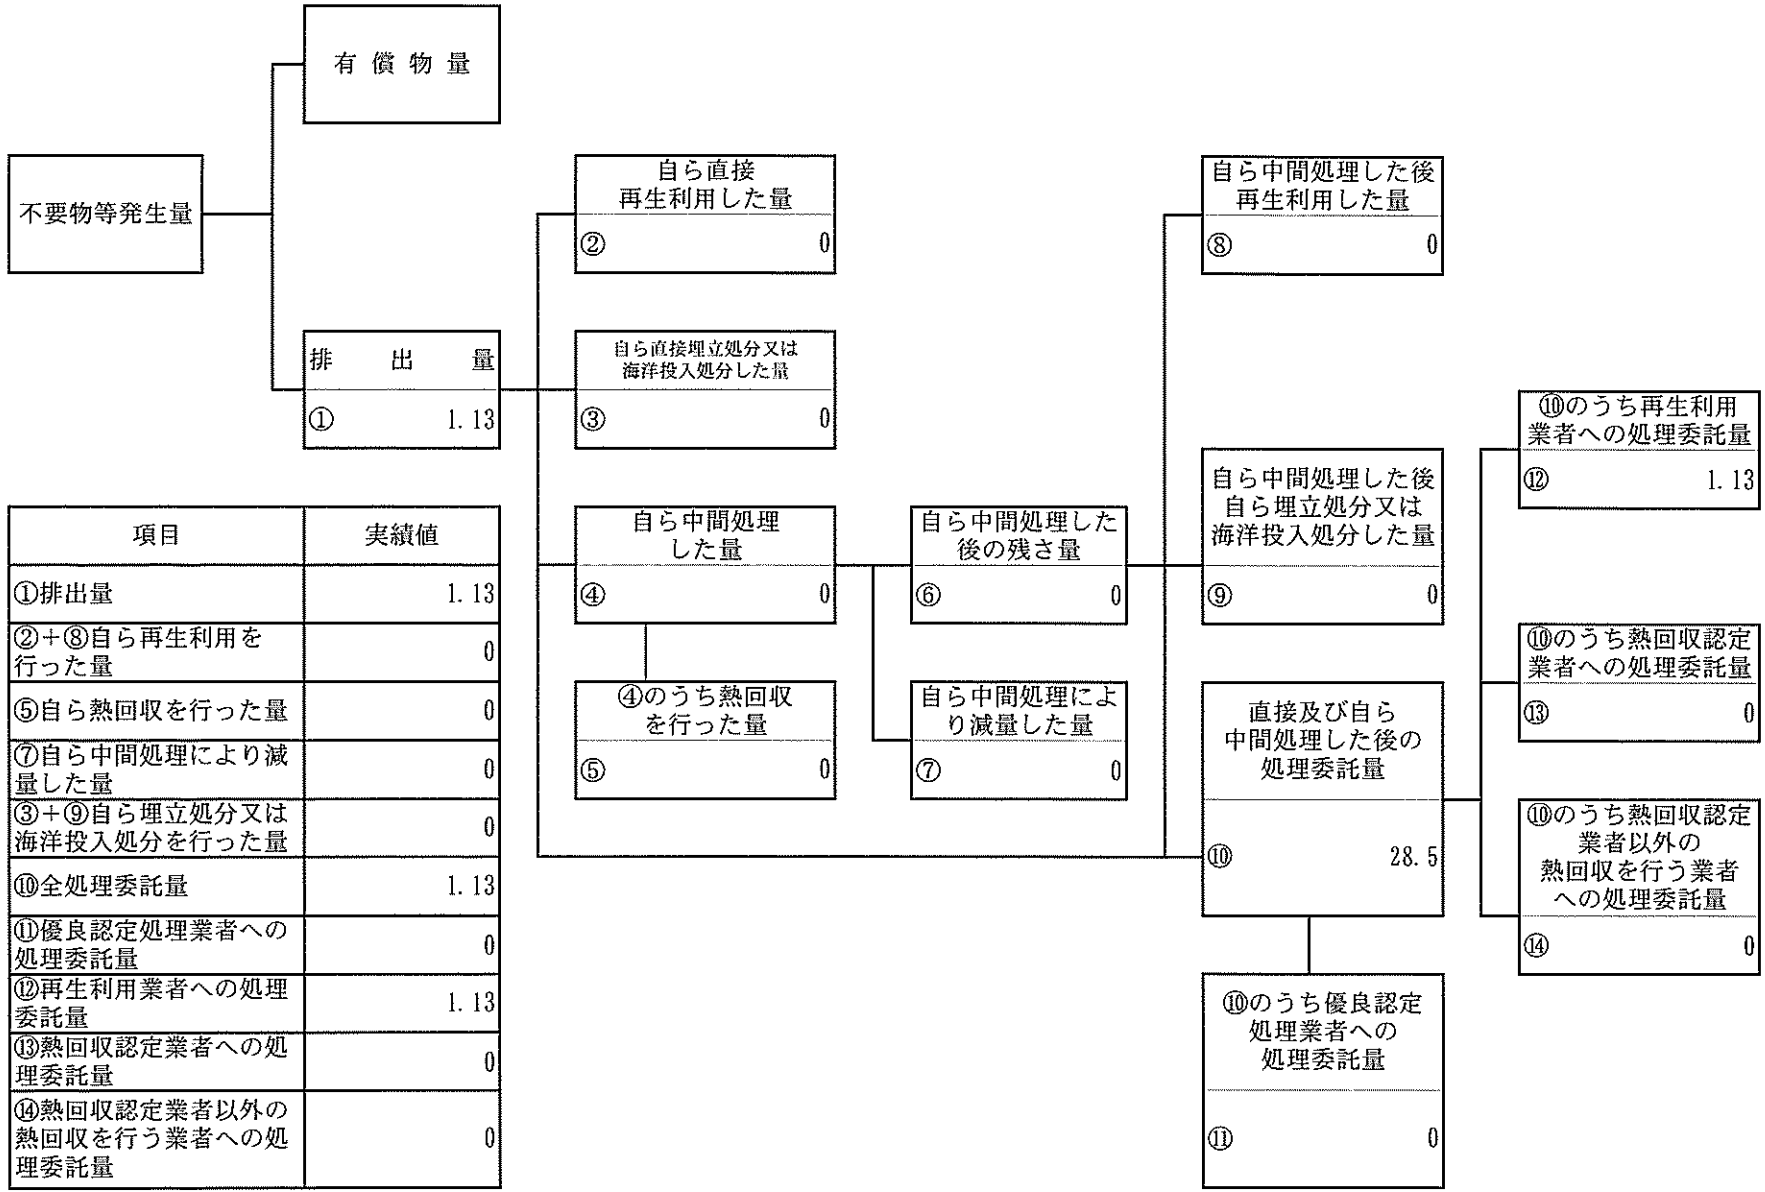 有償物量
不要物等発生量
自ら直接
再生利用した量
② 0
自ら中間処理した後
再生利用した量
⑧ 0
排出量
① 1.13
自ら直接埋立処分又は
海洋投入処分した量
③ 0
⑩のうち再生利用
業者への処理委託量
⑫ 1.13
自ら中間処理した後
自ら埋立処分又は
海洋投入処分した量
⑨ 0
自ら中間処理
した量
④ 0
自ら中間処理した
後の残さ量
⑥ 0
⑩のうち熱回収認定
業者への処理委託量
⑬ 0
④のうち熱回収
を行った量
⑤ 0
自ら中間処理によ
り減量した量
⑦ 0
直接及び自ら
中間処理した後の
処理委託量
⑩ 28.5
⑩のうち熱回収認定
業者以外の
熱回収を行う業者
への処理委託量
⑭ 0
⑩のうち優良認定
処理業者への
処理委託量
⑪ 0
項目 実績値
①排出量 1.13
②+⑧自ら再生利用を
行った量 0
⑤自ら熱回収を行った量 0
⑦自ら中間処理により減
量した量 0
③+⑨自ら埋立処分又は
海洋投入処分を行った量 0
⑩全処理委託量 1.13
⑪優良認定処理業者への
処理委託量 0
⑫再生利用業者への処理
委託量 1.13
⑬熱回収認定業者への処
理委託量 0
⑭熱回収認定業者以外の
熱回収を行う業者への処
理委託量 0